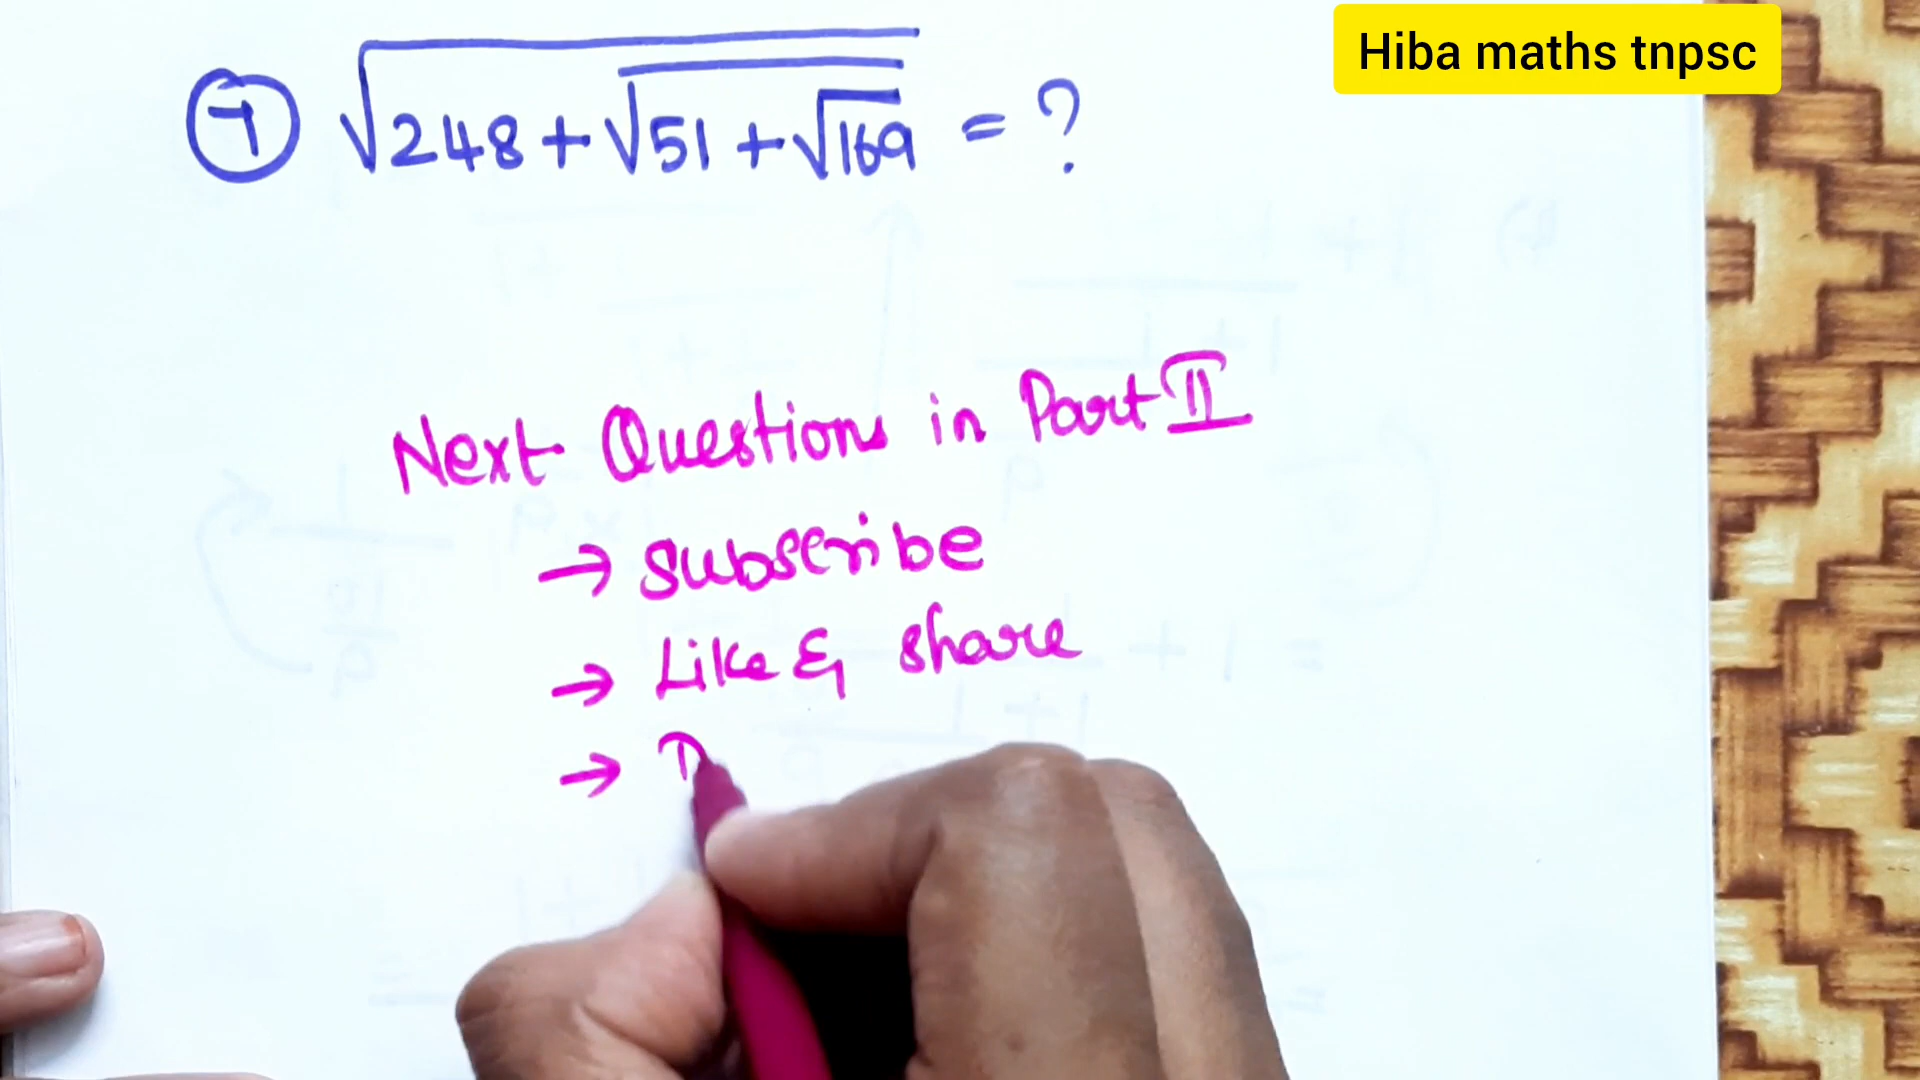 Hiba maths tnpsc
7 √248 + √51 + √169 = ?
Next Questions in Part II
→ Subscribe
→ Like & share
→